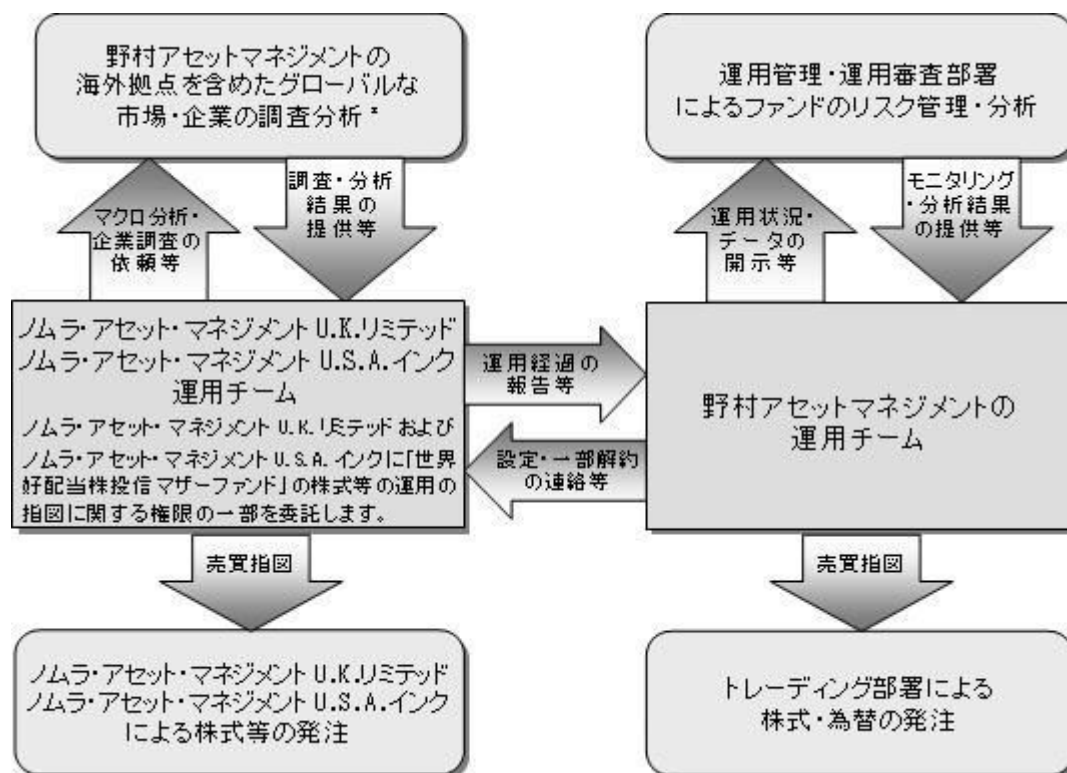 野村アセットマネジメントの
海外拠点を含めたグローバルな
市場・企業の調査分析*
運用管理・運用審査部署
によるファンドのリスク管理・分析
マクロ分析・
企業調査の
依頼等
調査・分析
結果の
提供等
運用状況・
データの
開示等
モニタリング
・分析結果
の提供等
ノムラ・アセット・マネジメント U.K.リミテッド
ノムラ・アセット・マネジメント U.S.A.インク
運用チーム
ノムラ・アセット・マネジメント U.K.リミテッドおよび
ノムラ・アセット・マネジメント U.S.A.インクに「世界
好配当株投信 マザーファンド」の株式等の運用の
指図に関する権限の一部を委託します。
運用経過の
報告等
設定・一部解約
の連絡等
野村アセットマネジメントの
運用チーム
売買指図
売買指図
ノムラ・アセット・マネジメント U.K.リミテッド
ノムラ・アセット・マネジメント U.S.A.インク
による株式等の発注
トレーディング部署による
株式・為替の発注